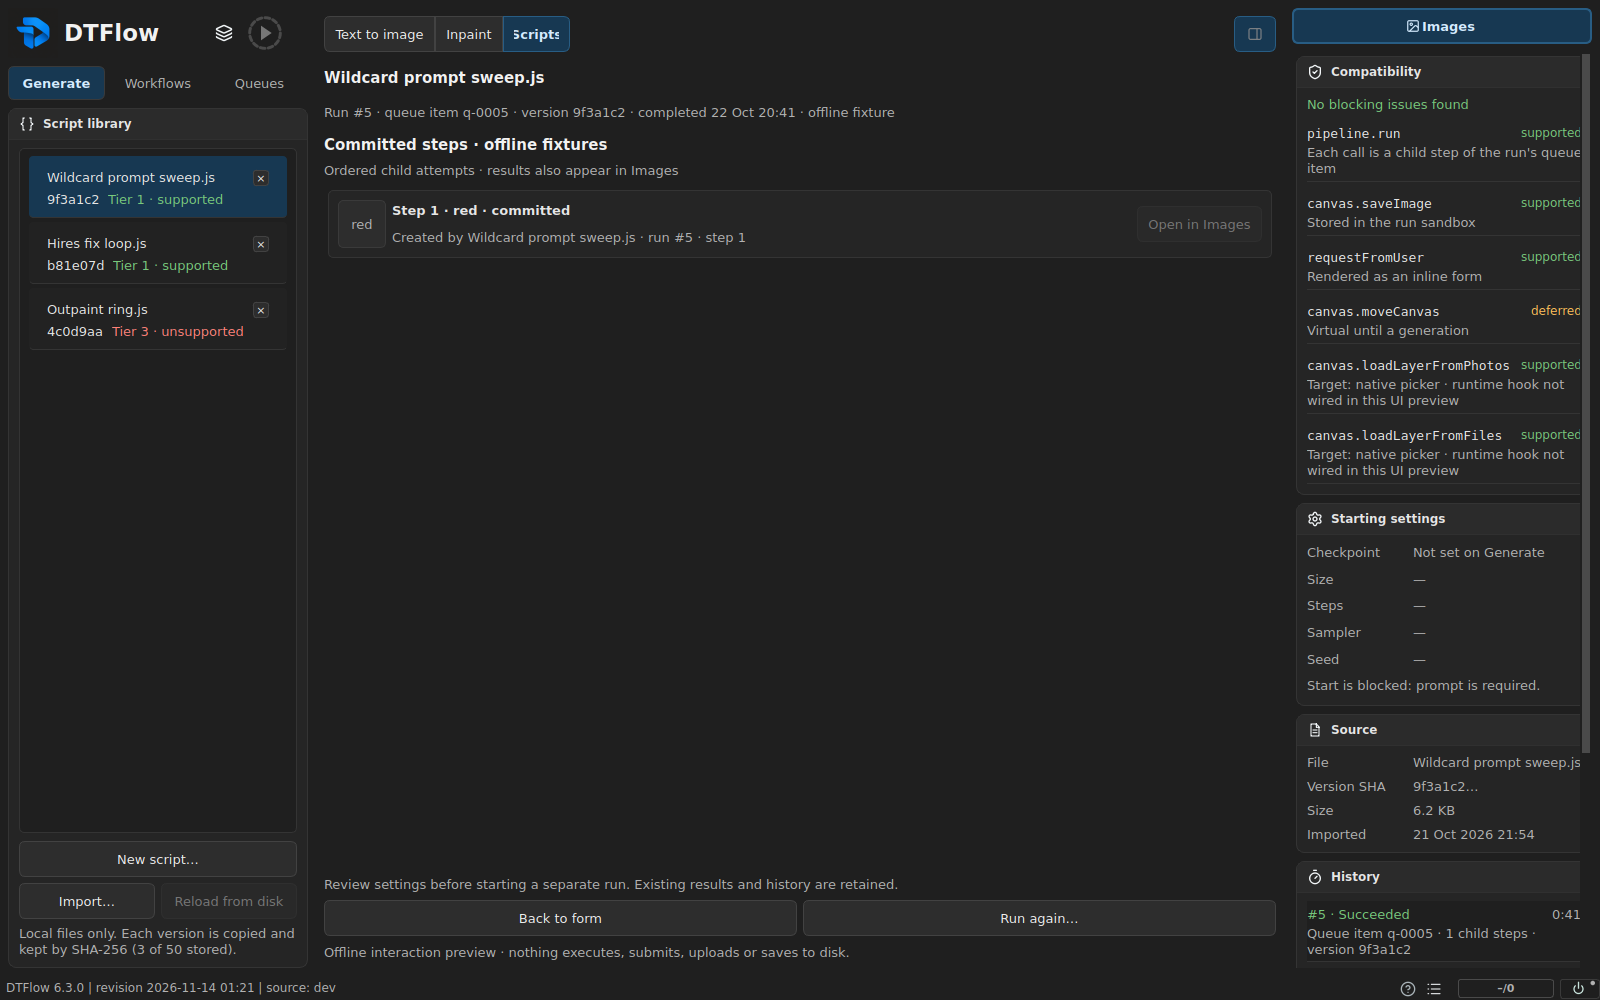 DTFlow
Generate
Workflows
Queues
Script library
Wildcard prompt sweep.js
9f3a1c2 Tier 1 · supported
Hires fix loop.js
b81e07d Tier 1 · supported
Outpaint ring.js
4c0d9aa Tier 3 · unsupported
New script...
Import...
Reload from disk
Local files only. Each version is copied and
kept by SHA-256 (3 of 50 stored).
Text to image
Inpaint
Scripts
Wildcard prompt sweep.js
Run #5 · queue item q-0005 · version 9f3a1c2 · completed 22 Oct 20:41 · offline fixture
Committed steps · offline fixtures
Ordered child attempts · results also appear in Images
red
Step 1 · red · committed
Created by Wildcard prompt sweep.js · run #5 · step 1
Open in Images
Review settings before starting a separate run. Existing results and history are retained.
Back to form
Run again...
Offline interaction preview · nothing executes, submits, uploads or saves to disk.
Images
Compatibility
No blocking issues found
pipeline.run supported
Each call is a child step of the run's queue
item
canvas.saveImage supported
Stored in the run sandbox
requestFromUser supported
Rendered as an inline form
canvas.moveCanvas deferred
Virtual until a generation
canvas.loadLayerFromPhotos supported
Target: native picker · runtime hook not
wired in this UI preview
canvas.loadLayerFromFiles supported
Target: native picker · runtime hook not
wired in this UI preview
Starting settings
Checkpoint Not set on Generate
Size —
Steps —
Sampler —
Seed —
Start is blocked: prompt is required.
Source
File Wildcard prompt sweep.js
Version SHA 9f3a1c2...
Size 6.2 KB
Imported 21 Oct 2026 21:54
History
#5 · Succeeded 0:41
Queue item q-0005 · 1 child steps ·
version 9f3a1c2
DTFlow 6.3.0 | revision 2026-11-14 01:21 | source: dev
–/0